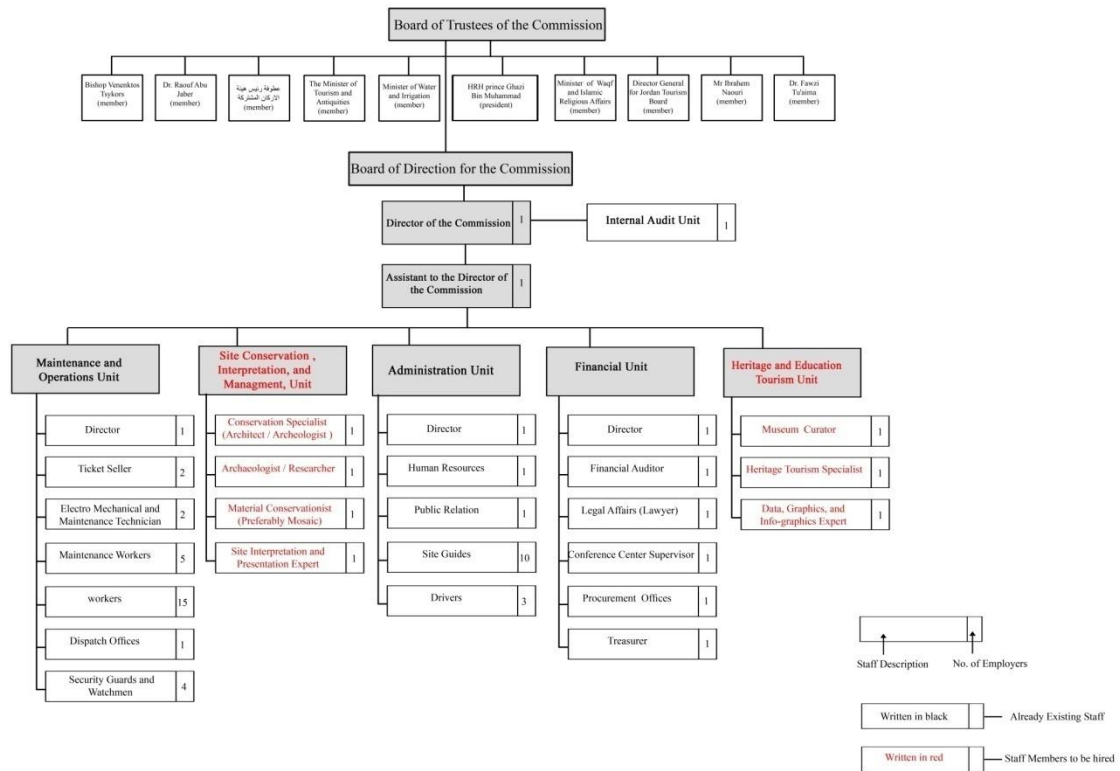 Board of Trustees of the Commission
Bishop Venenktos
Tsykors
(member)
Dr. Raouf Abu
Jaber
(member)
عطوفة رئيس هيئة
الاركان المشتركة
(member)
The Minister of
Tourism and
Antiquities
(member)
Minister of Water
and Irrigation
(member)
HRH prince Ghazi
Bin Muhammad
(president)
Minister of Waqf
and Islamic
Religious Affairs
(member)
Director General
for Jordan Tourism
Board
(member)
Mr Ibrahem
Naouri
(member)
Dr. Fawzi
Tu'aima
(member)
Board of Direction for the Commission
Director of the Commission 1
Internal Audit Unit 1
Assistant to the Director of
the Commission 1
Maintenance and
Operations Unit
Director 1
Ticket Seller 2
Electro Mechanical and
Maintenance Technician 2
Maintenance Workers 5
workers 15
Dispatch Offices 1
Security Guards and
Watchmen 4
Site Conservation ,
Interpretation, and
Managment, Unit
Conservation Specialist
(Architect / Archeologist ) 1
Archaeologist / Researcher 1
Material Conservationist
(Preferably Mosaic) 1
Site Interpretation and
Presentation Expert 1
Administration Unit
Director 1
Human Resources 1
Public Relation 1
Site Guides 10
Drivers 3
Financial Unit
Director 1
Financial Auditor 1
Legal Affairs (Lawyer) 1
Conference Center Supervisor 1
Procurement Offices 1
Treasurer 1
Heritage and Education
Tourism Unit
Museum Curator 1
Heritage Tourism Specialist 1
Data, Graphics, and
Info-graphics Expert 1
Staff Description
No. of Employers
Written in black
Already Existing Staff
Written in red
Staff Members to be hired